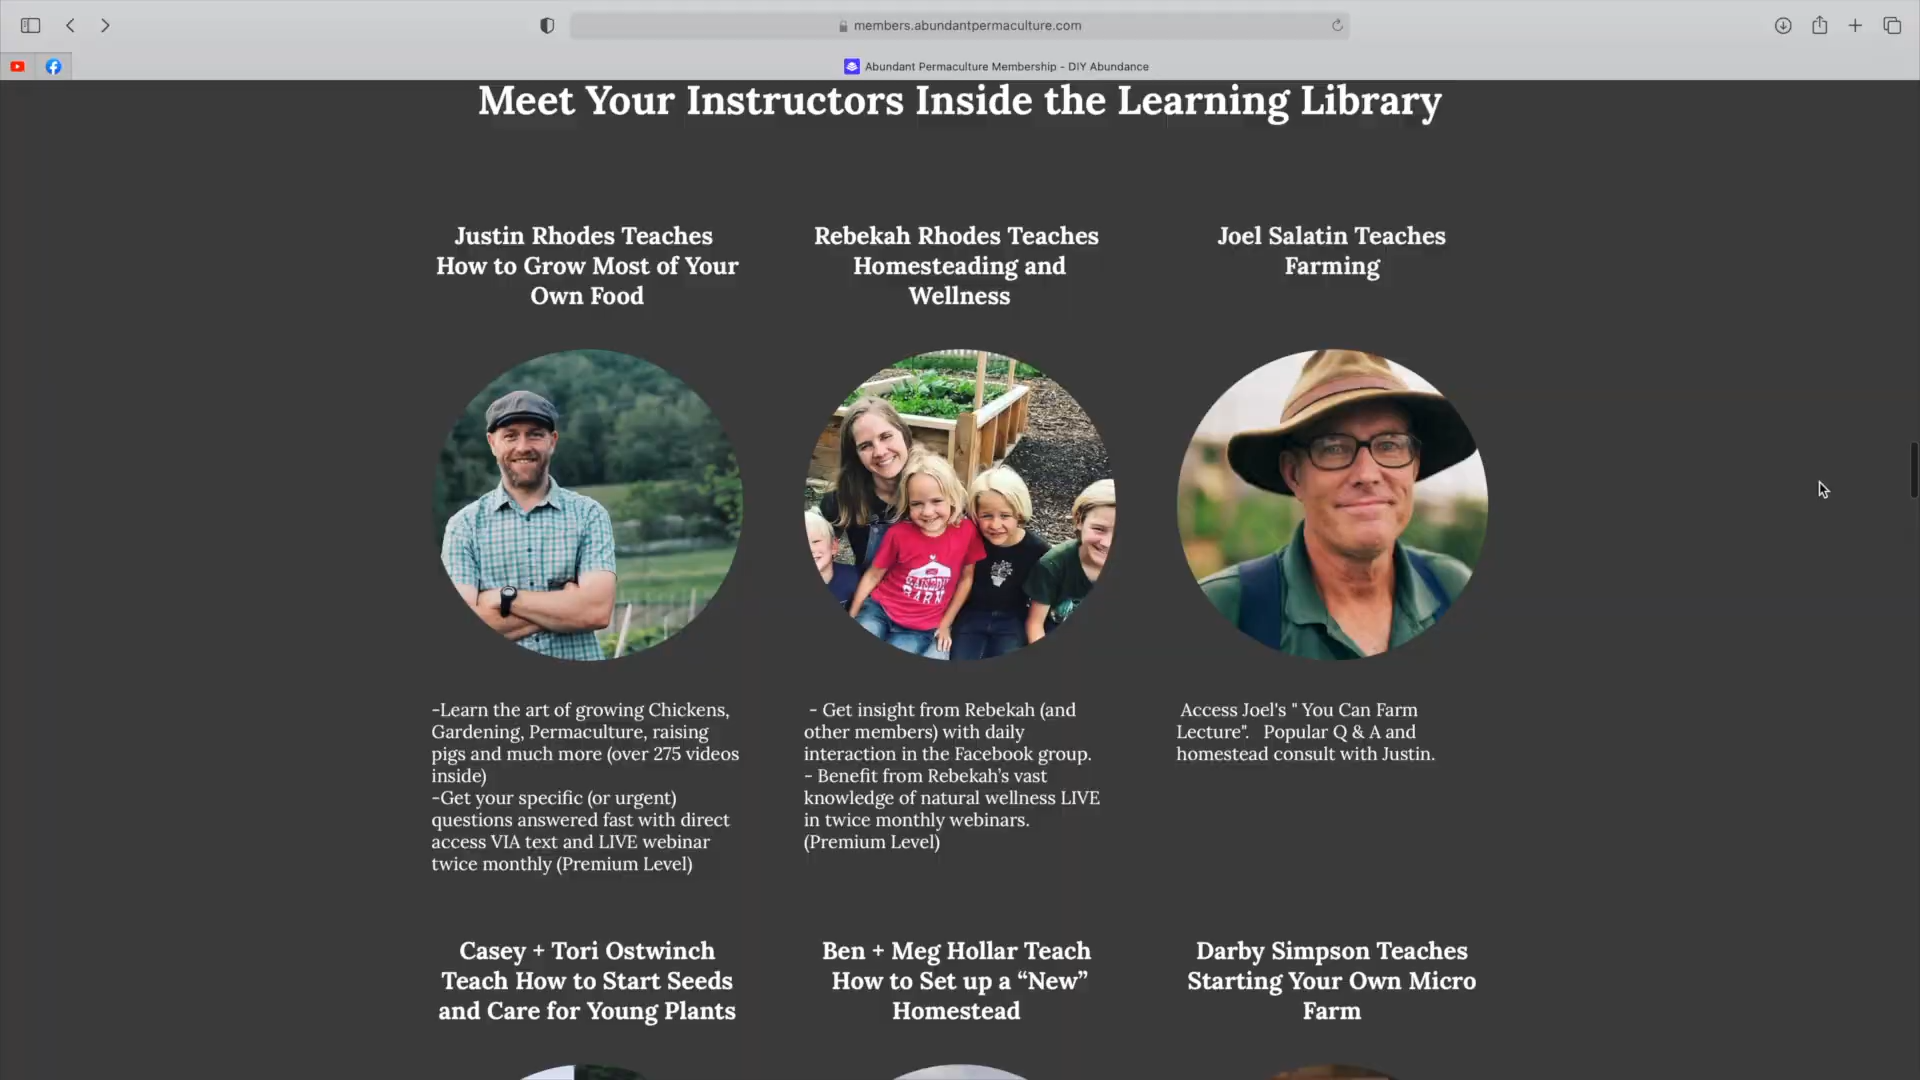 members.abundantpermaculture.com
Abundant Permaculture Membership - DIY Abundance
Meet Your Instructors Inside the Learning Library
Justin Rhodes Teaches
How to Grow Most of Your
Own Food
Rebekah Rhodes Teaches
Homesteading and
Wellness
Joel Salatin Teaches
Farming
-Learn the art of growing Chickens,
Gardening, Permaculture, raising
pigs and much more (over 275 videos
inside)
-Get your specific (or urgent)
questions answered fast with direct
access VIA text and LIVE webinar
twice monthly (Premium Level)
- Get insight from Rebekah (and
other members) with daily
interaction in the Facebook group.
- Benefit from Rebekah's vast
knowledge of natural wellness LIVE
in twice monthly webinars.
(Premium Level)
Access Joel's " You Can Farm
Lecture". Popular Q & A and
homestead consult with Justin.
Casey + Tori Ostwinch
Teach How to Start Seeds
and Care for Young Plants
Ben + Meg Hollar Teach
How to Set up a “New”
Homestead
Darby Simpson Teaches
Starting Your Own Micro
Farm